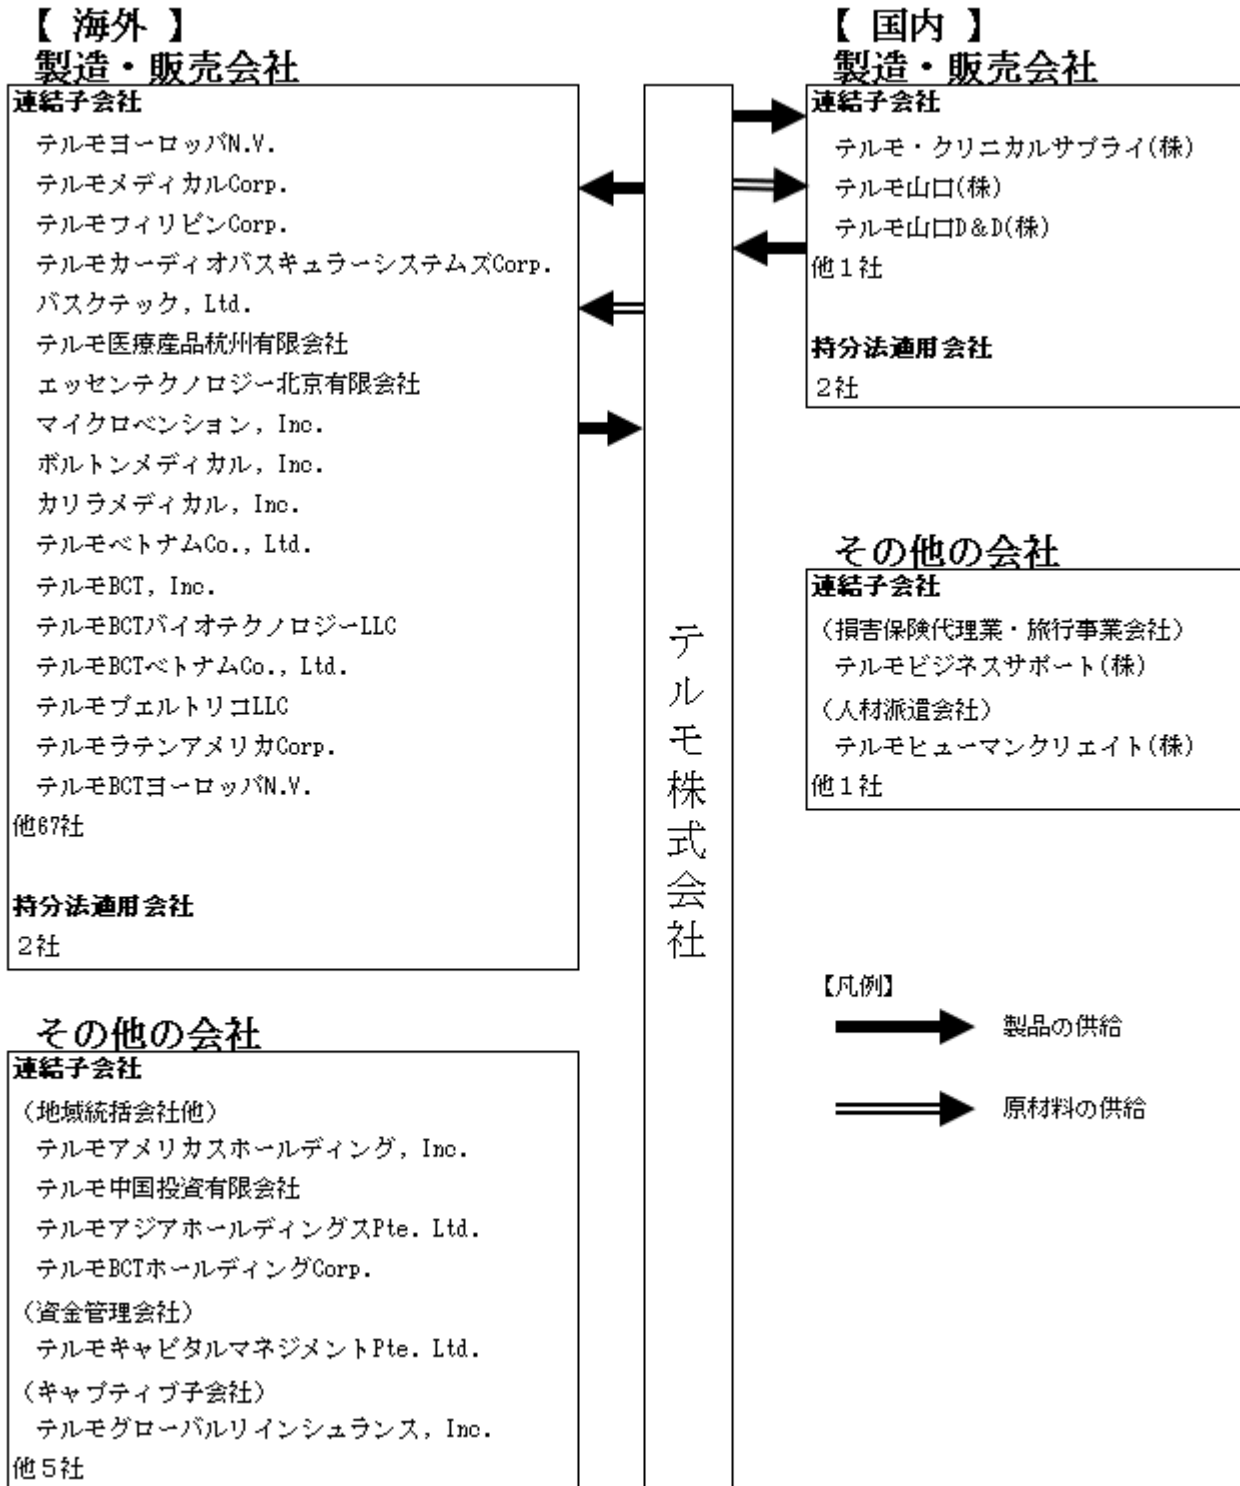 【 海外 】
製造・販売会社
連結子会社
テルモヨーロッパN.V.
テルモメディカルCorp.
テルモフィリピンCorp.
テルモカーディオバスキュラーシステムズCorp.
バスクテック, Ltd.
テルモ医療産品杭州有限会社
エッセンテクノロジー北京有限会社
マイクロベンション, Inc.
ボルトンメディカル, Inc.
カリラメディカル, Inc.
テルモベトナムCo., Ltd.
テルモBCT, Inc.
テルモBCTバイオテクノロジーLLC
テルモBCTベトナムCo., Ltd.
テルモプエルトリコLLC
テルモラテンアメリカCorp.
テルモBCTヨーロッパN.V.
他67社
持分法適用会社
２社
その他の会社
連結子会社
（地域統括会社他）
テルモアメリカスホールディング, Inc.
テルモ中国投資有限会社
テルモアジアホールディングスPte. Ltd.
テルモBCTホールディングCorp.
（資金管理会社）
テルモキャピタルマネジメントPte. Ltd.
（キャプティブ子会社）
テルモグローバルリインシュランス, Inc.
他５社
テルモ株式会社
【 国内 】
製造・販売会社
連結子会社
テルモ・クリニカルサプライ(株)
テルモ山口(株)
テルモ山口D＆D(株)
他１社
持分法適用会社
２社
その他の会社
連結子会社
（損害保険代理業・旅行事業会社）
テルモビジネスサポート(株)
（人材派遣会社）
テルモヒューマンクリエイト(株)
他１社
【凡例】
製品の供給
原材料の供給